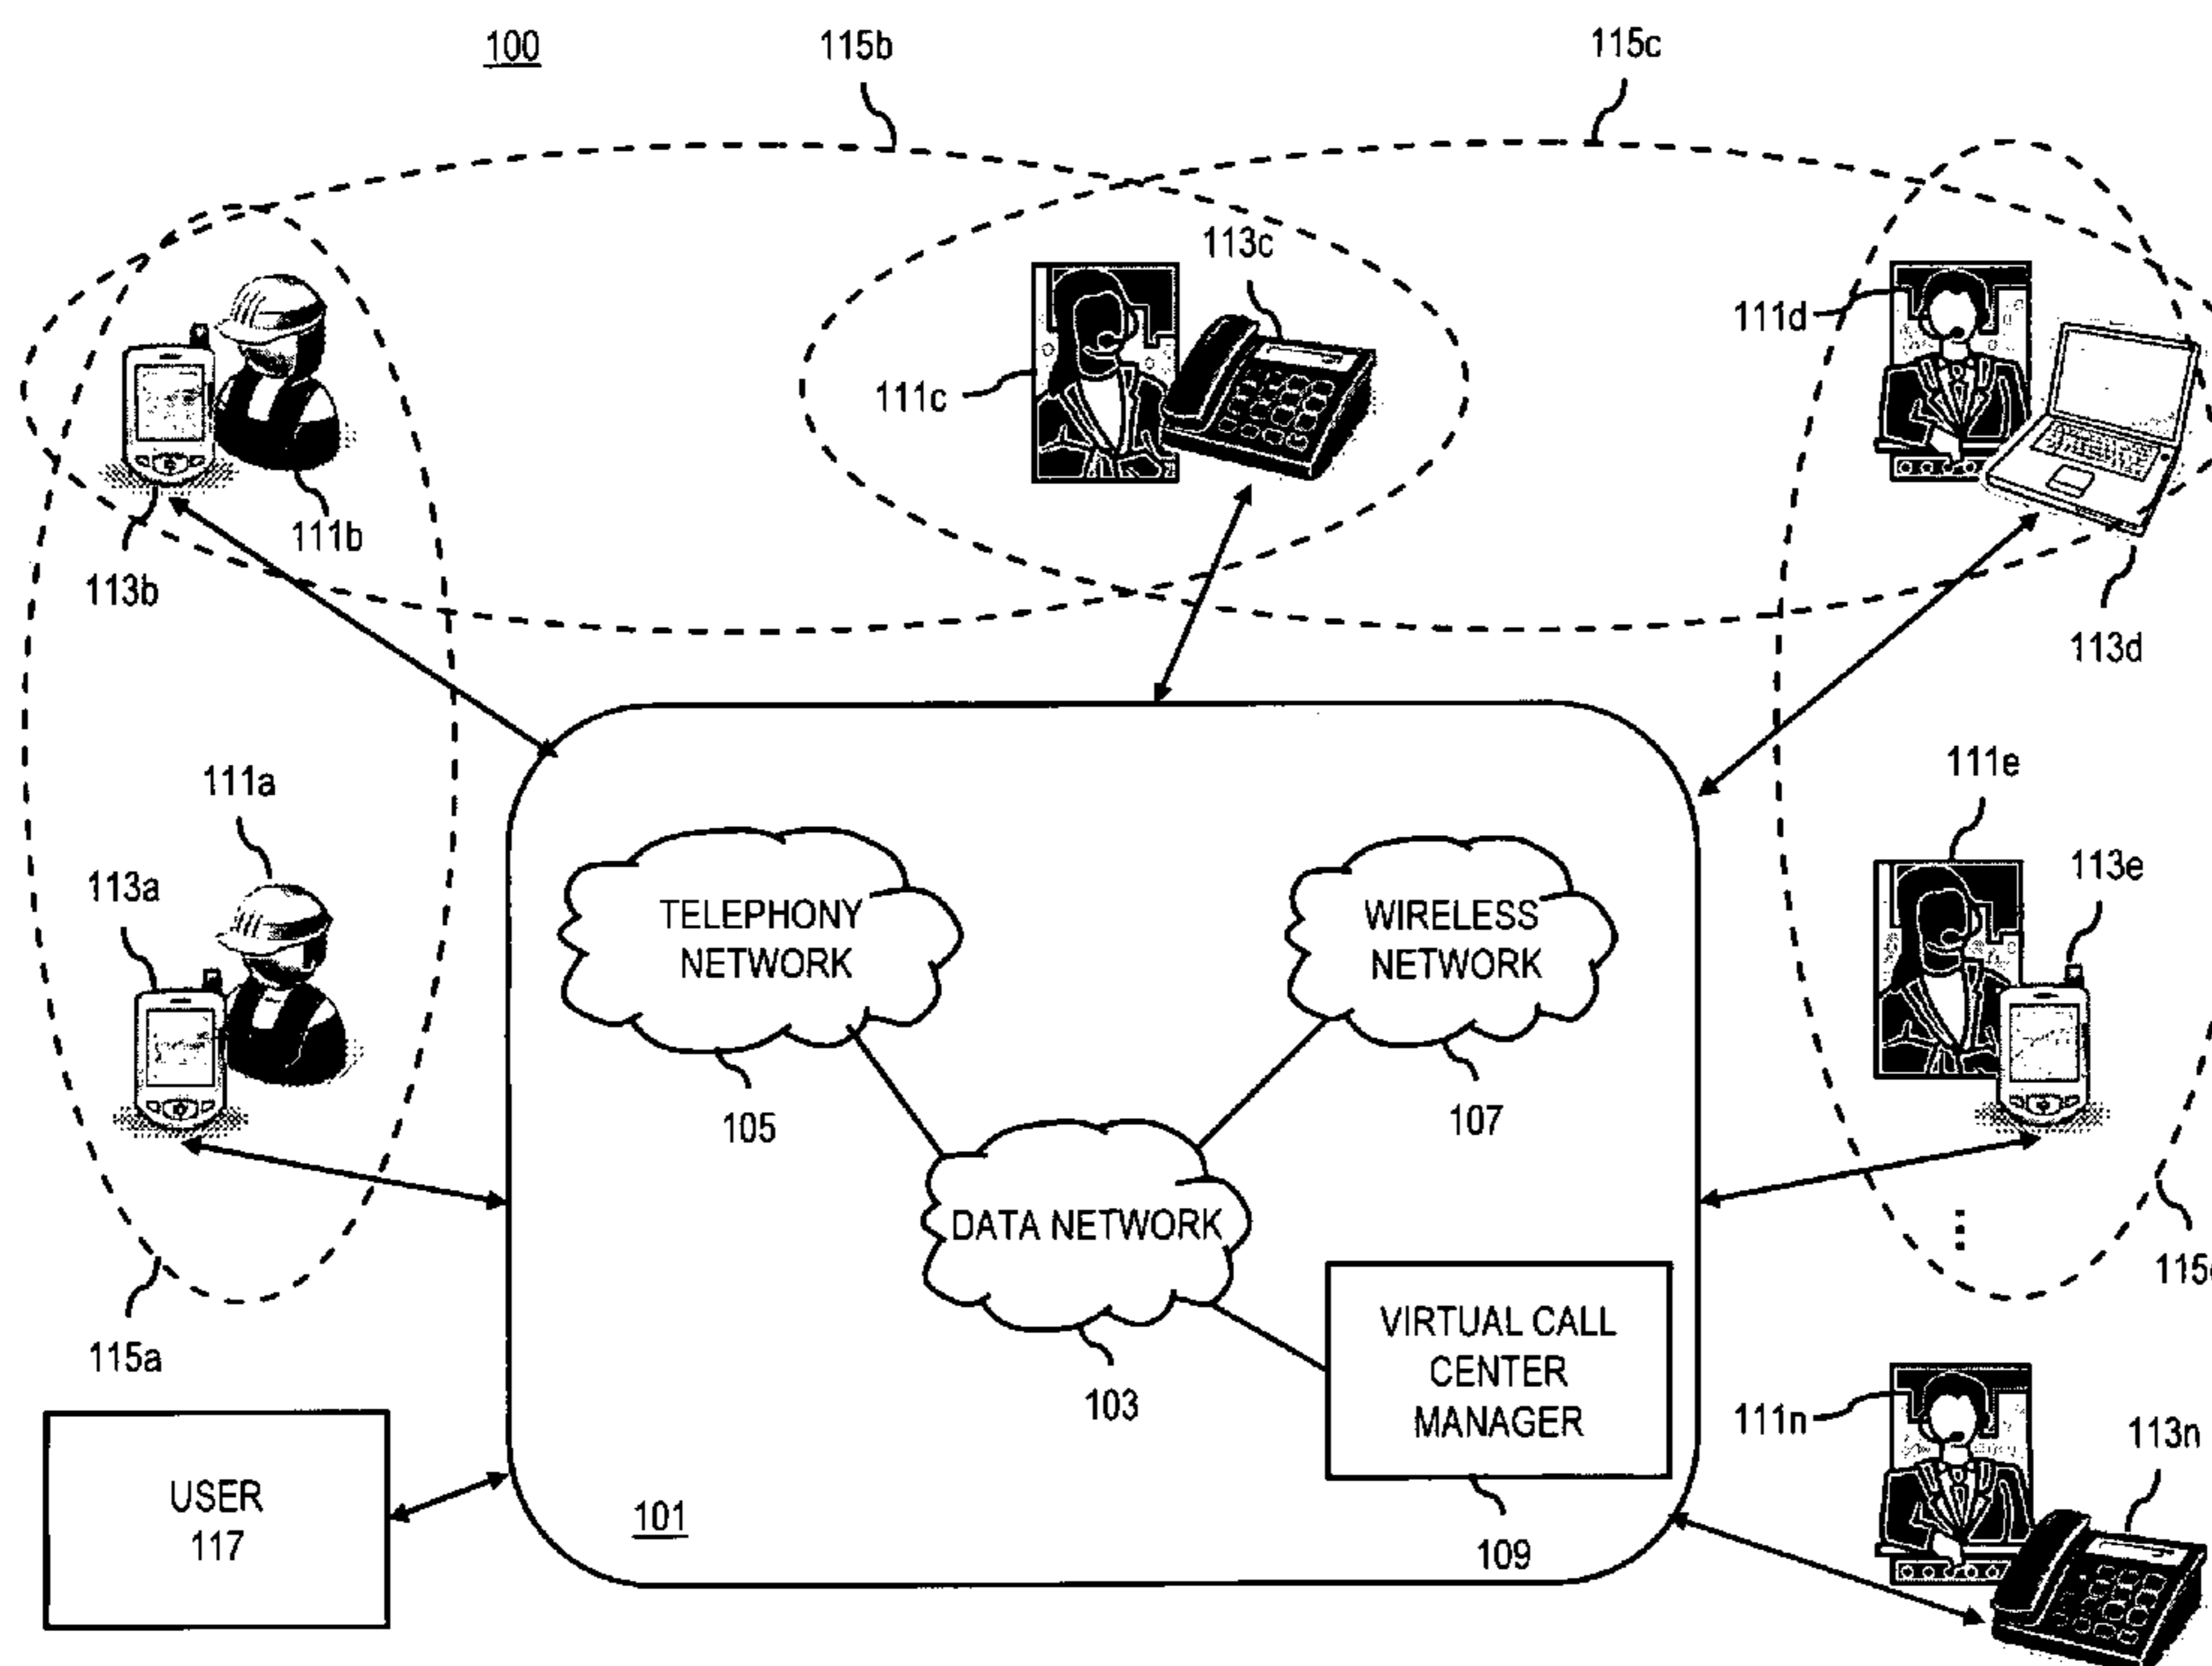 100
115b
115c
113c
111d
111c
111b
113b
113d
111a
111e
113a
113e
TELEPHONY
NETWORK
WIRELESS
NETWORK
105
107
DATA NETWORK
115a
103
VIRTUAL CALL
CENTER
MANAGER
111n
113n
USER
117
101
109